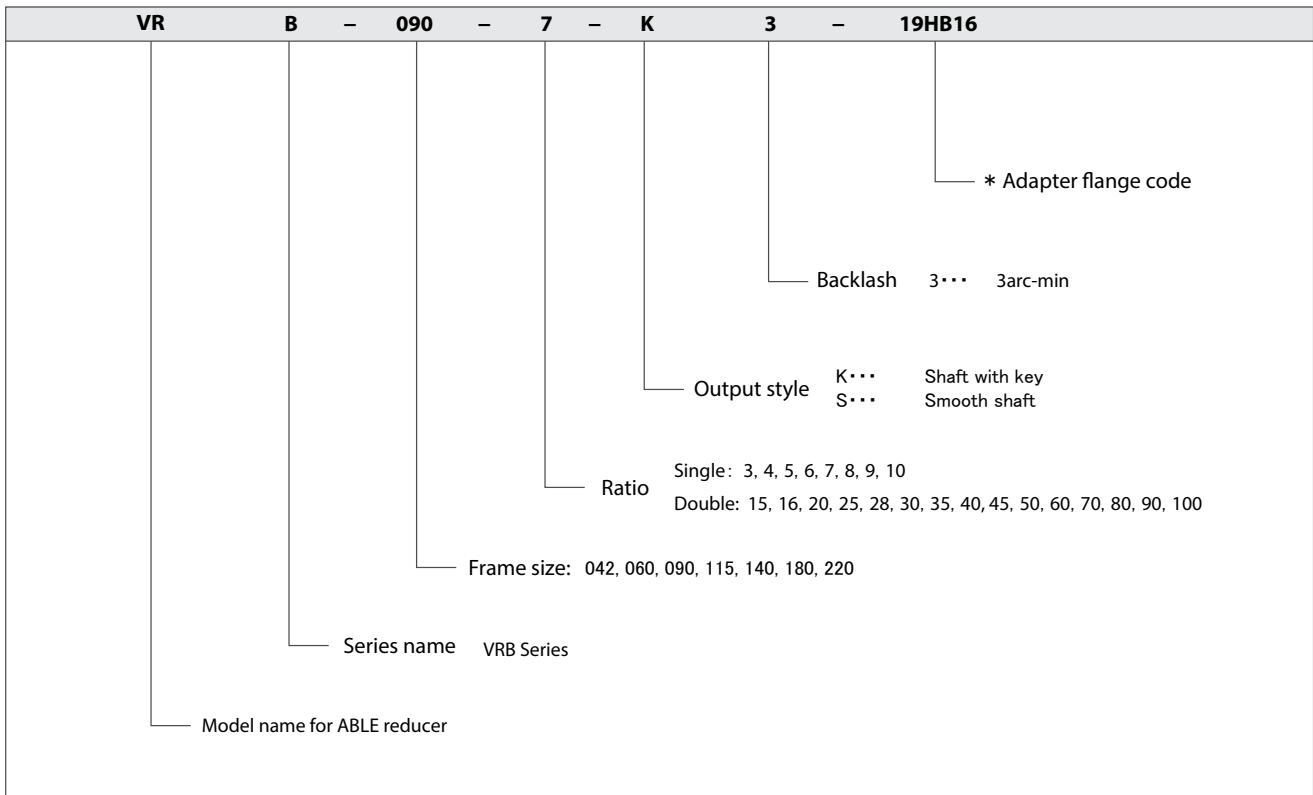 VR B – 090 – 7 – K 3 – 19HB16
* Adapter flange code
Backlash 3··· 3arc-min
Output style K··· Shaft with key
S··· Smooth shaft
Ratio Single: 3, 4, 5, 6, 7, 8, 9, 10
Double: 15, 16, 20, 25, 28, 30, 35, 40, 45, 50, 60, 70, 80, 90, 100
Frame size: 042, 060, 090, 115, 140, 180, 220
Series name VRB Series
Model name for ABLE reducer